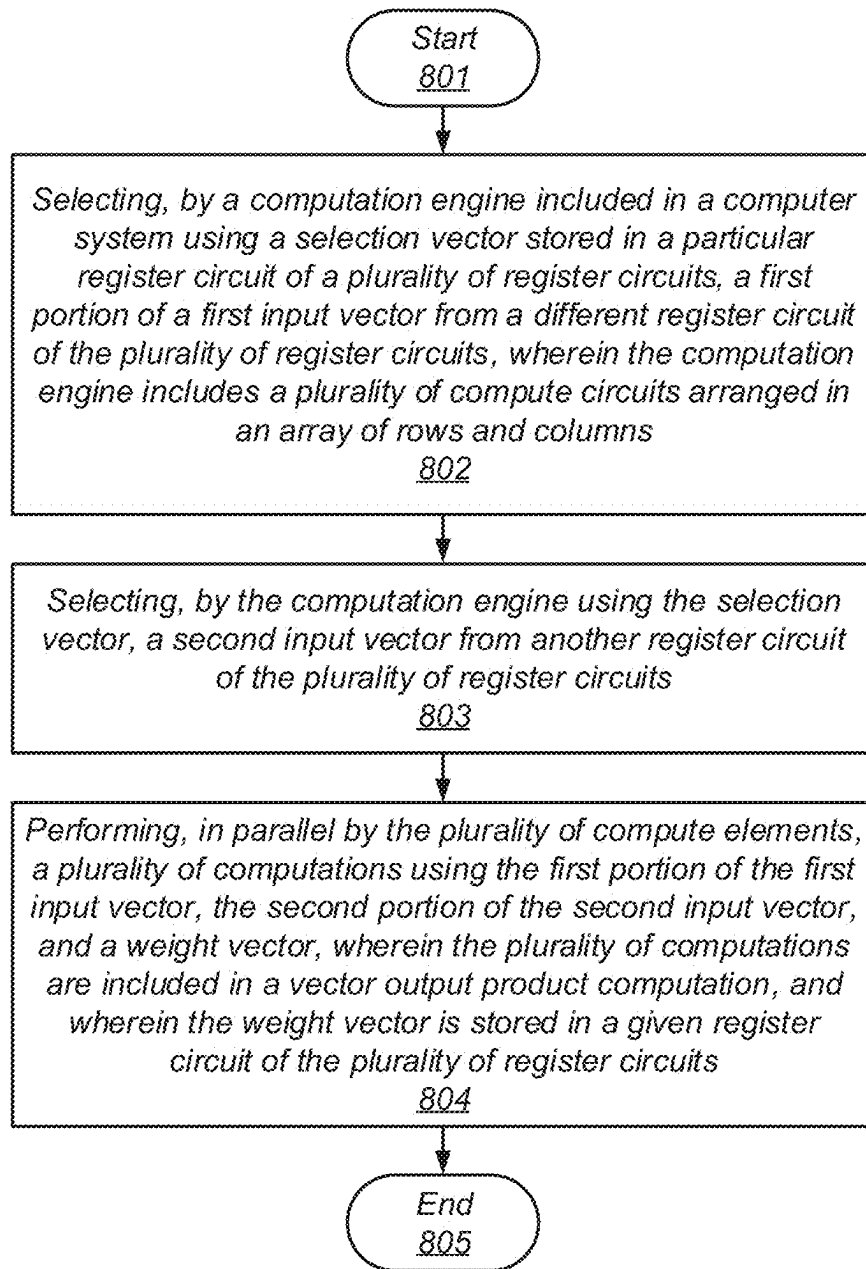 Start
801
Selecting, by a computation engine included in a computer
system using a selection vector stored in a particular
register circuit of a plurality of register circuits, a first
portion of a first input vector from a different register circuit
of the plurality of register circuits, wherein the computation
engine includes a plurality of compute circuits arranged in
an array of rows and columns
802
Selecting, by the computation engine using the selection
vector, a second input vector from another register circuit
of the plurality of register circuits
803
Performing, in parallel by the plurality of compute elements,
a plurality of computations using the first portion of the first
input vector, the second portion of the second input vector,
and a weight vector, wherein the plurality of computations
are included in a vector output product computation, and
wherein the weight vector is stored in a given register
circuit of the plurality of register circuits
804
End
805